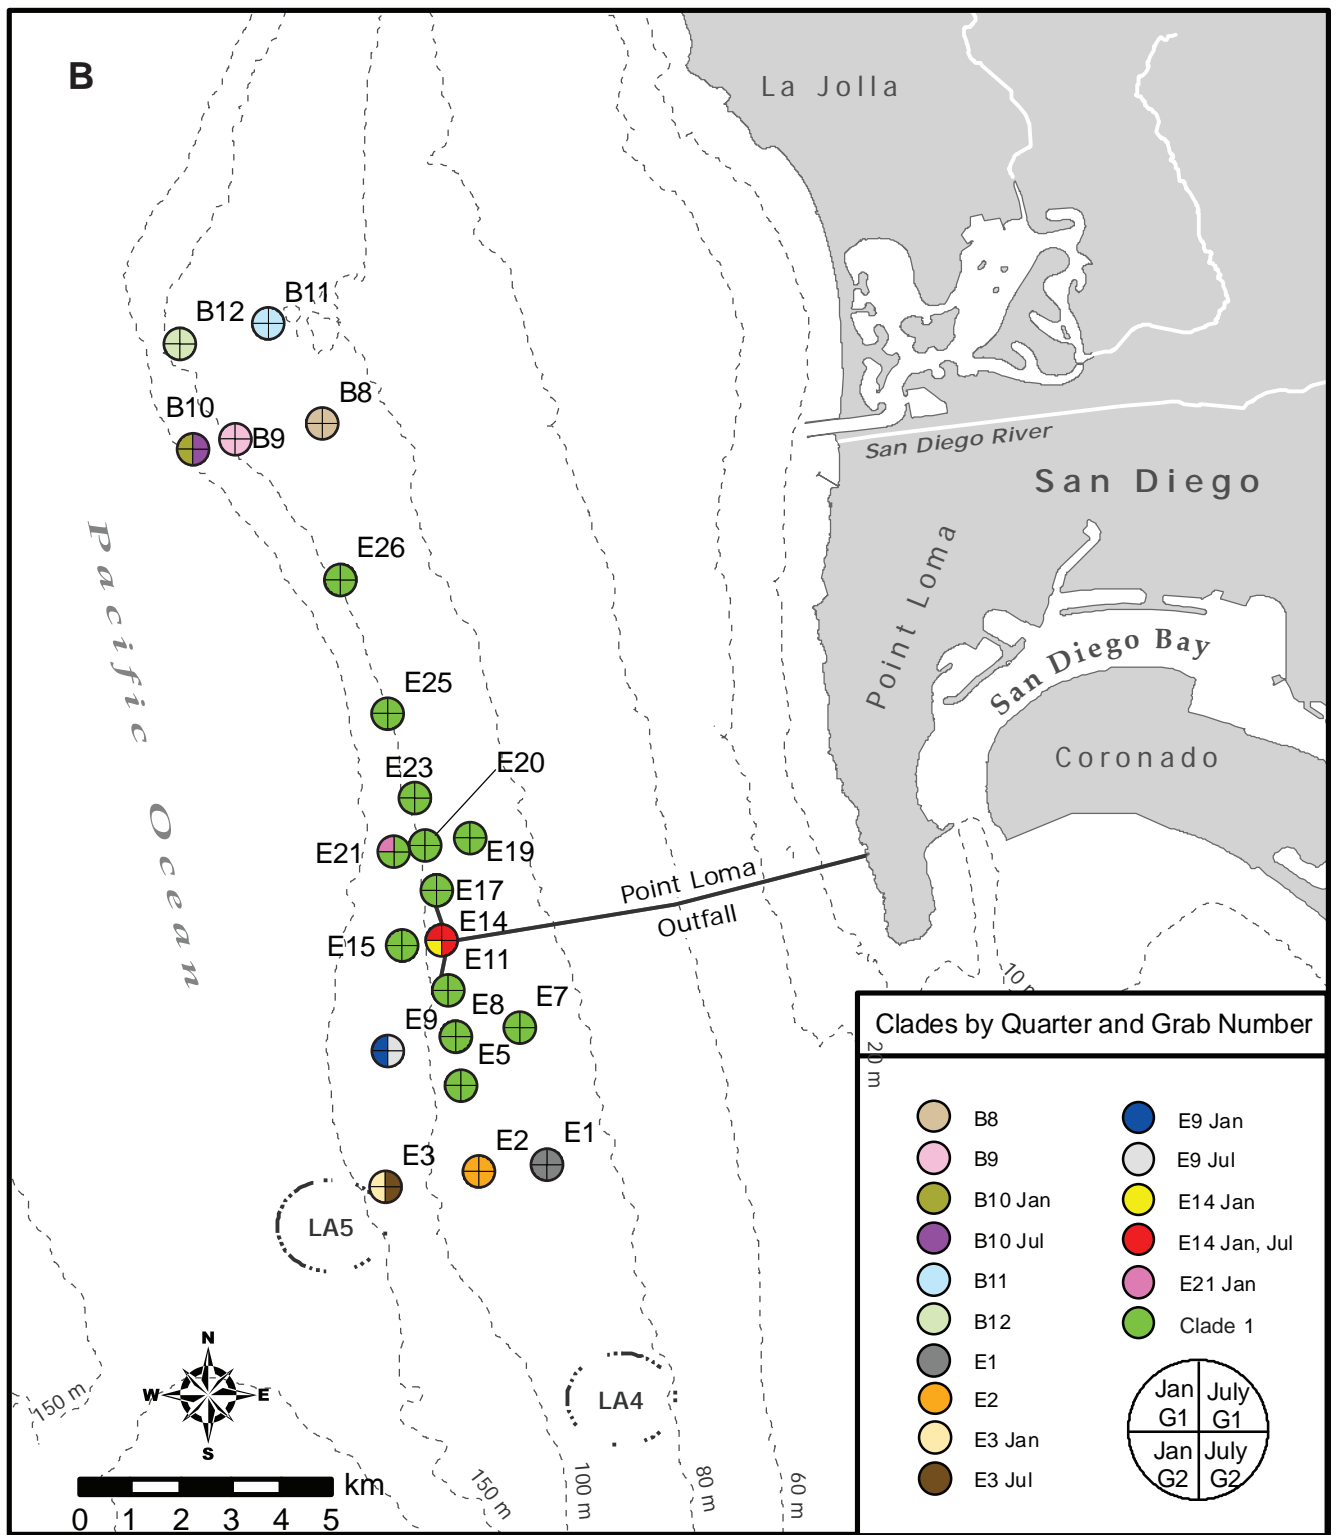 B
La Jolla
B11
B12
B8
B10
B9
San Diego River
San Diego
Pacific Ocean
E26
Point Loma
San Diego Bay
E25
Coronado
E23
E20
E21
E19
Point Loma
Outfall
E17
E14
E15
E11
10 m
E8
E7
E9
E5
20 m
E2
E1
E3
LA5
LA4
150 m
150 m
100 m
80 m
60 m
N
W
E
S
km
0 1 2 3 4 5
Clades by Quarter and Grab Number
B8
B9
B10 Jan
B10 Jul
B11
B12
E1
E2
E3 Jan
E3 Jul
E9 Jan
E9 Jul
E14 Jan
E14 Jan, Jul
E21 Jan
Clade 1
Jan G1
July G1
Jan G2
July G2